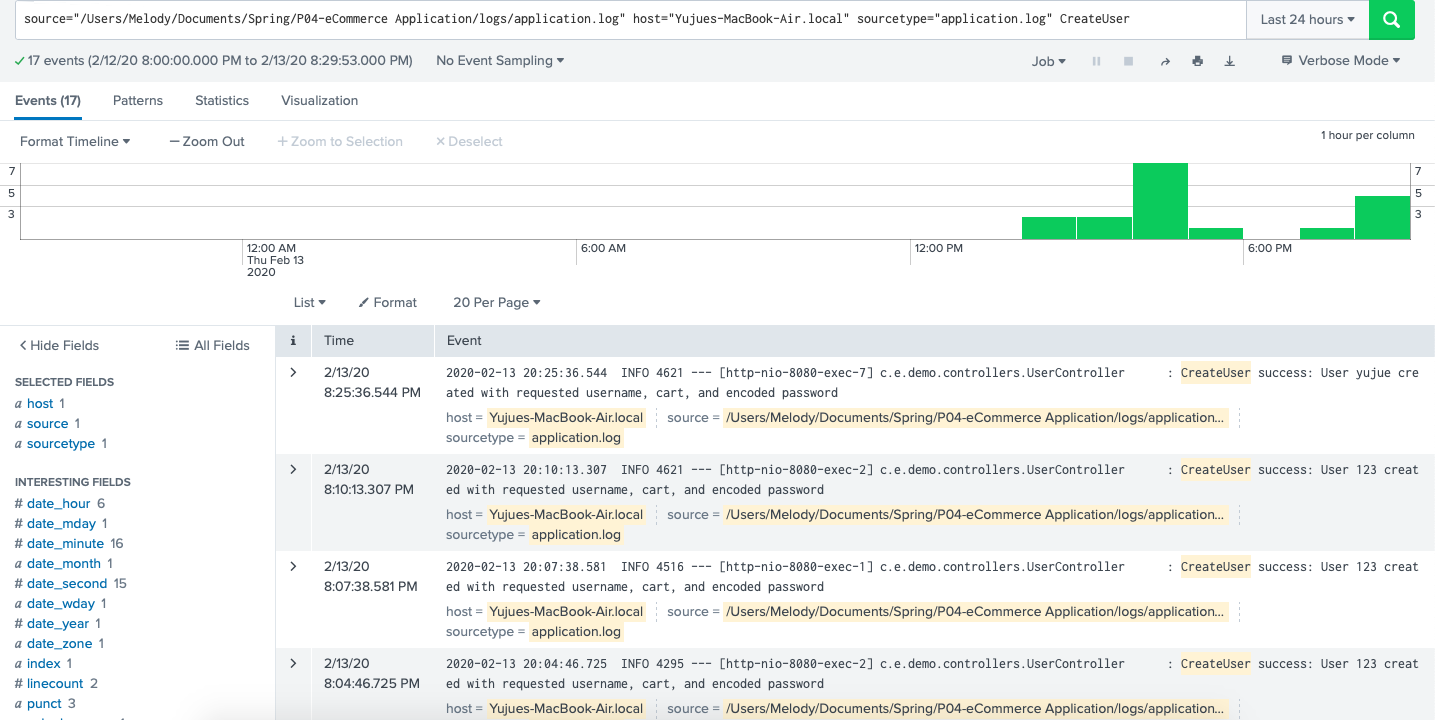 source="/Users/Melody/Documents/Spring/P04-eCommerce Application/logs/application.log" host="Yujues-MacBook-Air.local" sourcetype="application.log" CreateUser
Last 24 hours
17 events (2/12/20 8:00:00.000 PM to 2/13/20 8:29:53.000 PM)
No Event Sampling
Job
Verbose Mode
Events (17)
Patterns
Statistics
Visualization
Format Timeline
Zoom Out
Zoom to Selection
Deselect
1 hour per column
7
7
5
5
3
3
12:00 AM
Thu Feb 13
2020
6:00 AM
12:00 PM
6:00 PM
List
Format
20 Per Page
Hide Fields
All Fields
SELECTED FIELDS
a host 1
a source 1
a sourcetype 1
INTERESTING FIELDS
# date_hour 6
# date_mday 1
# date_minute 16
a date_month 1
# date_second 15
a date_wday 1
# date_year 1
a date_zone 1
a index 1
# linecount 2
a punct 3
i
Time
Event
2/13/20
8:25:36.544 PM
2020-02-13 20:25:36.544  INFO 4621 --- [http-nio-8080-exec-7] c.e.demo.controllers.UserController      : CreateUser success: User yujue cre
ated with requested username, cart, and encoded password
host = Yujues-MacBook-Air.local
source = /Users/Melody/Documents/Spring/P04-eCommerce Application/logs/application...
sourcetype = application.log
2/13/20
8:10:13.307 PM
2020-02-13 20:10:13.307  INFO 4621 --- [http-nio-8080-exec-2] c.e.demo.controllers.UserController      : CreateUser success: User 123 creat
ed with requested username, cart, and encoded password
host = Yujues-MacBook-Air.local
source = /Users/Melody/Documents/Spring/P04-eCommerce Application/logs/application...
sourcetype = application.log
2/13/20
8:07:38.581 PM
2020-02-13 20:07:38.581  INFO 4516 --- [http-nio-8080-exec-1] c.e.demo.controllers.UserController      : CreateUser success: User 123 creat
ed with requested username, cart, and encoded password
host = Yujues-MacBook-Air.local
source = /Users/Melody/Documents/Spring/P04-eCommerce Application/logs/application...
sourcetype = application.log
2/13/20
8:04:46.725 PM
2020-02-13 20:04:46.725  INFO 4295 --- [http-nio-8080-exec-2] c.e.demo.controllers.UserController      : CreateUser success: User 123 creat
ed with requested username, cart, and encoded password
host = Yujues-MacBook-Air.local
source = /Users/Melody/Documents/Spring/P04-eCommerce Application/logs/application...